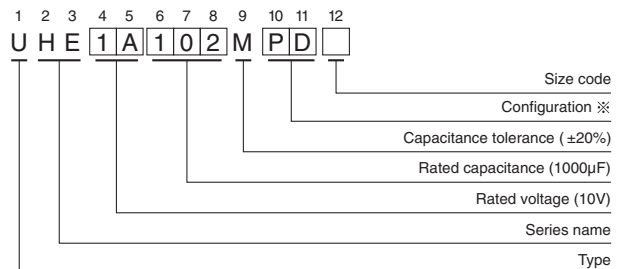 1 2 3 4 5 6 7 8 9 10 11 12
U H E 1 A 1 0 2 M P D
Size code
Configuration ※
Capacitance tolerance ( ±20%)
Rated capacitance (1000μF)
Rated voltage (10V)
Series name
Type